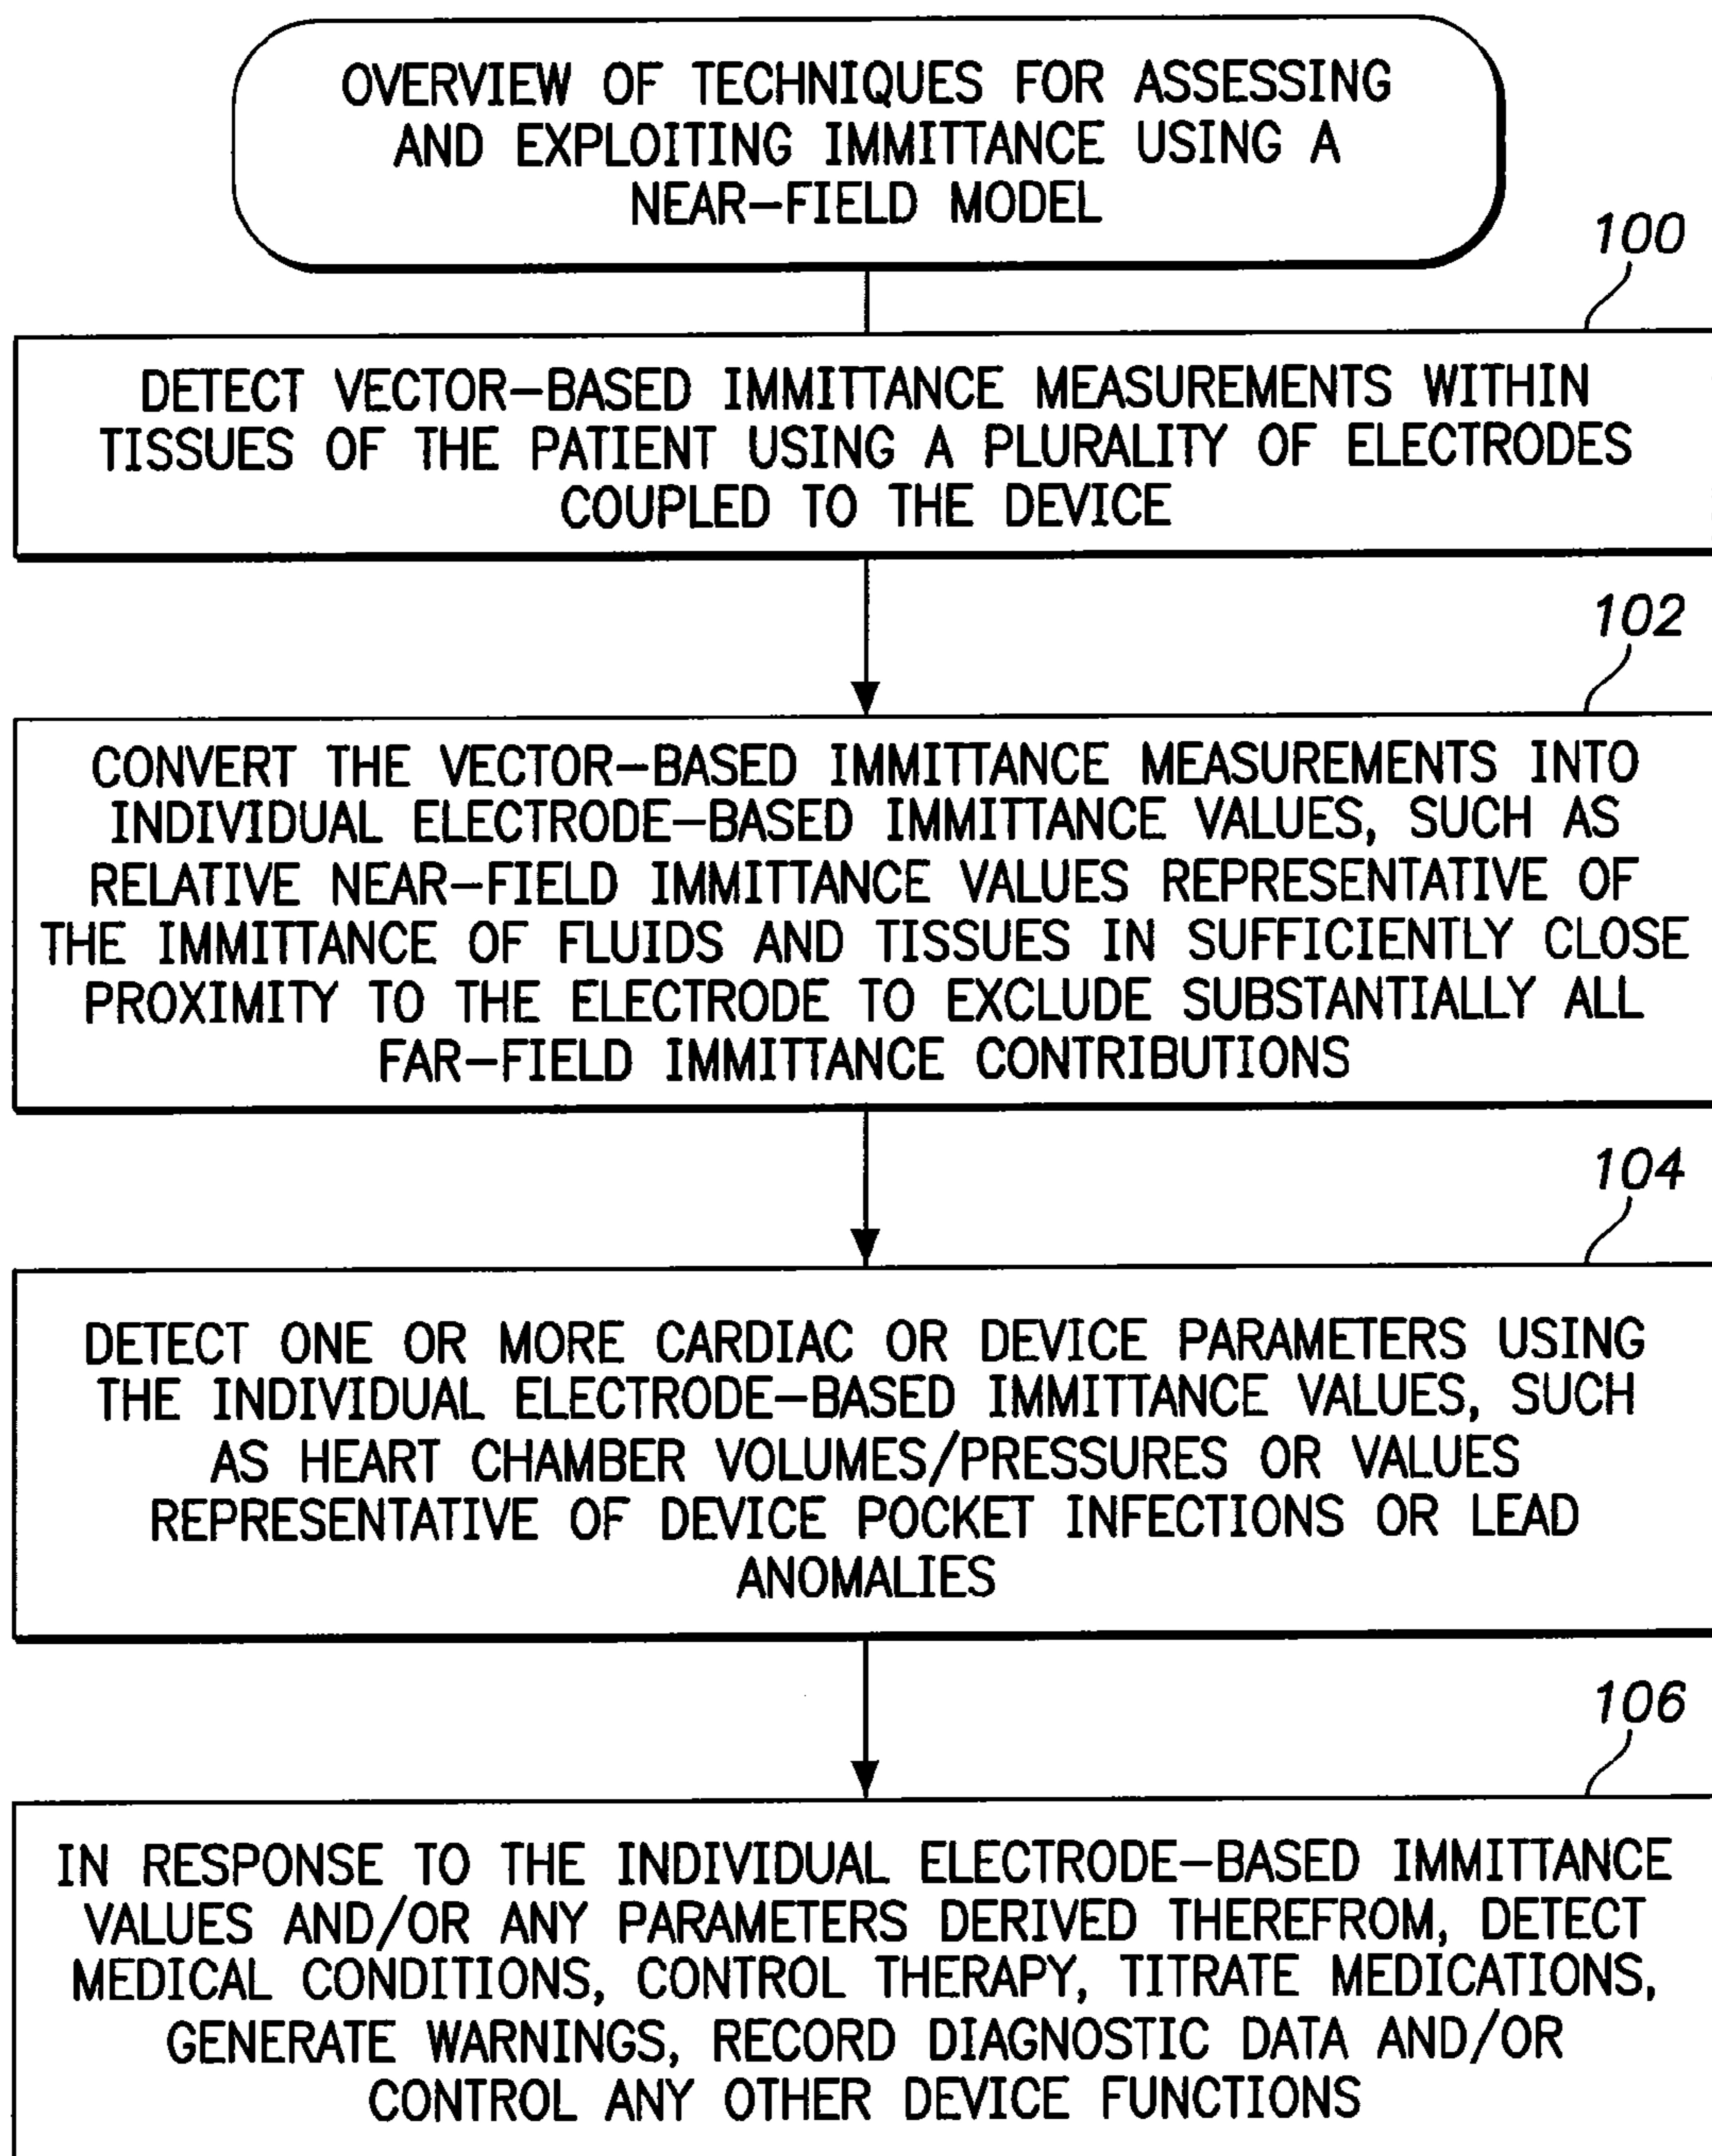 OVERVIEW OF TECHNIQUES FOR ASSESSING
AND EXPLOITING IMMITTANCE USING A
NEAR-FIELD MODEL
100
DETECT VECTOR-BASED IMMITTANCE MEASUREMENTS WITHIN
TISSUES OF THE PATIENT USING A PLURALITY OF ELECTRODES
COUPLED TO THE DEVICE
102
CONVERT THE VECTOR-BASED IMMITTANCE MEASUREMENTS INTO
INDIVIDUAL ELECTRODE-BASED IMMITTANCE VALUES, SUCH AS
RELATIVE NEAR-FIELD IMMITTANCE VALUES REPRESENTATIVE OF
THE IMMITTANCE OF FLUIDS AND TISSUES IN SUFFICIENTLY CLOSE
PROXIMITY TO THE ELECTRODE TO EXCLUDE SUBSTANTIALLY ALL
FAR-FIELD IMMITTANCE CONTRIBUTIONS
104
DETECT ONE OR MORE CARDIAC OR DEVICE PARAMETERS USING
THE INDIVIDUAL ELECTRODE-BASED IMMITTANCE VALUES, SUCH
AS HEART CHAMBER VOLUMES/PRESSURES OR VALUES
REPRESENTATIVE OF DEVICE POCKET INFECTIONS OR LEAD
ANOMALIES
106
IN RESPONSE TO THE INDIVIDUAL ELECTRODE-BASED IMMITTANCE
VALUES AND/OR ANY PARAMETERS DERIVED THEREFROM, DETECT
MEDICAL CONDITIONS, CONTROL THERAPY, TITRATE MEDICATIONS,
GENERATE WARNINGS, RECORD DIAGNOSTIC DATA AND/OR
CONTROL ANY OTHER DEVICE FUNCTIONS